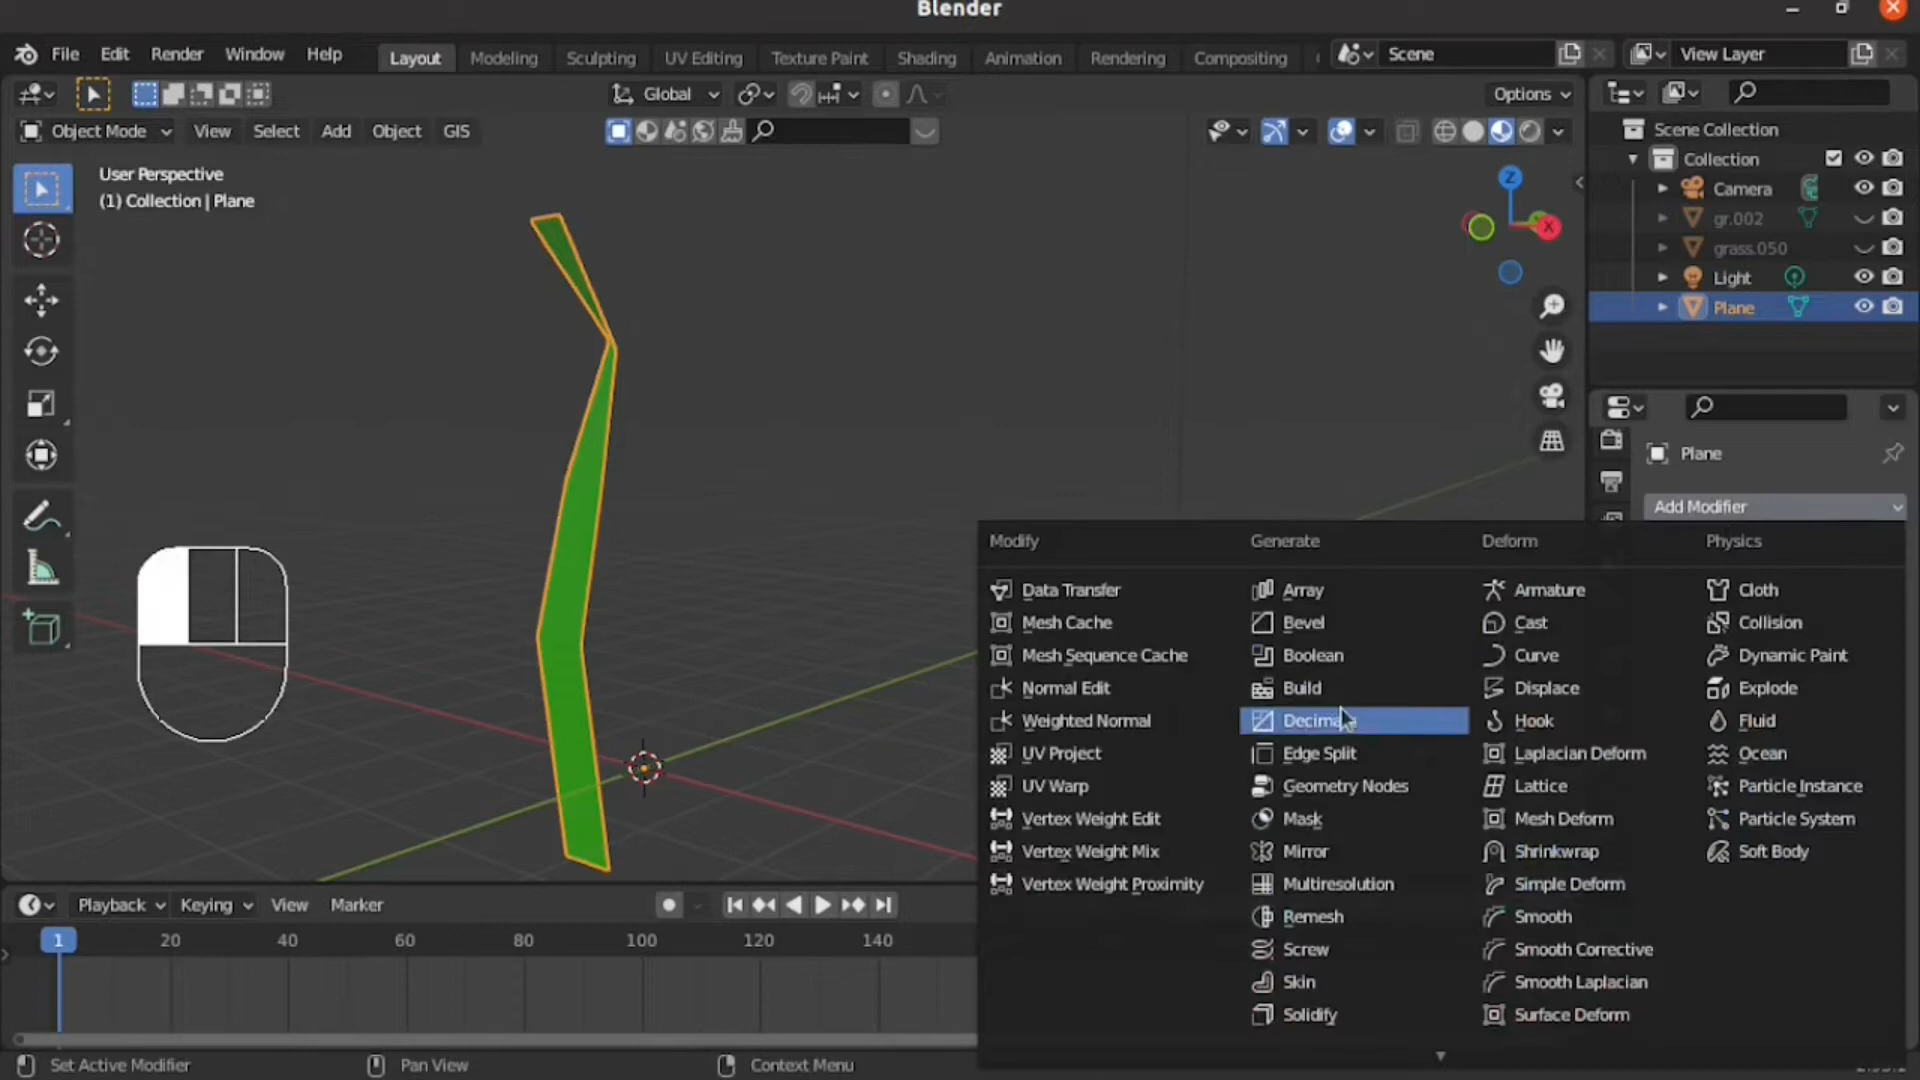 Blender
File Edit Render Window Help Layout Modeling Sculpting UV Editing Texture Paint Shading Animation Rendering Compositing Scene View Layer
Global Options
Object Mode View Select Add Object GIS
User Perspective
(1) Collection | Plane
Z
X
Scene Collection
Collection
Camera
gr.002
grass.050
Light
Plane
Plane
Add Modifier
Modify Generate Deform Physics
Data Transfer Array Armature Cloth
Mesh Cache Bevel Cast Collision
Mesh Sequence Cache Boolean Curve Dynamic Paint
Normal Edit Build Displace Explode
Weighted Normal Hook Fluid
UV Project Edge Split Laplacian Deform Ocean
UV Warp Geometry Nodes Lattice Particle Instance
Vertex Weight Edit Mask Mesh Deform Particle System
Vertex Weight Mix Mirror Shrinkwrap Soft Body
Vertex Weight Proximity Multiresolution Simple Deform
Remesh Smooth
Screw Smooth Corrective
Skin Smooth Laplacian
Solidify Surface Deform
Playback Keying View Marker
1 20 40 60 80 100 120 140
Set Active Modifier Pan View Context Menu